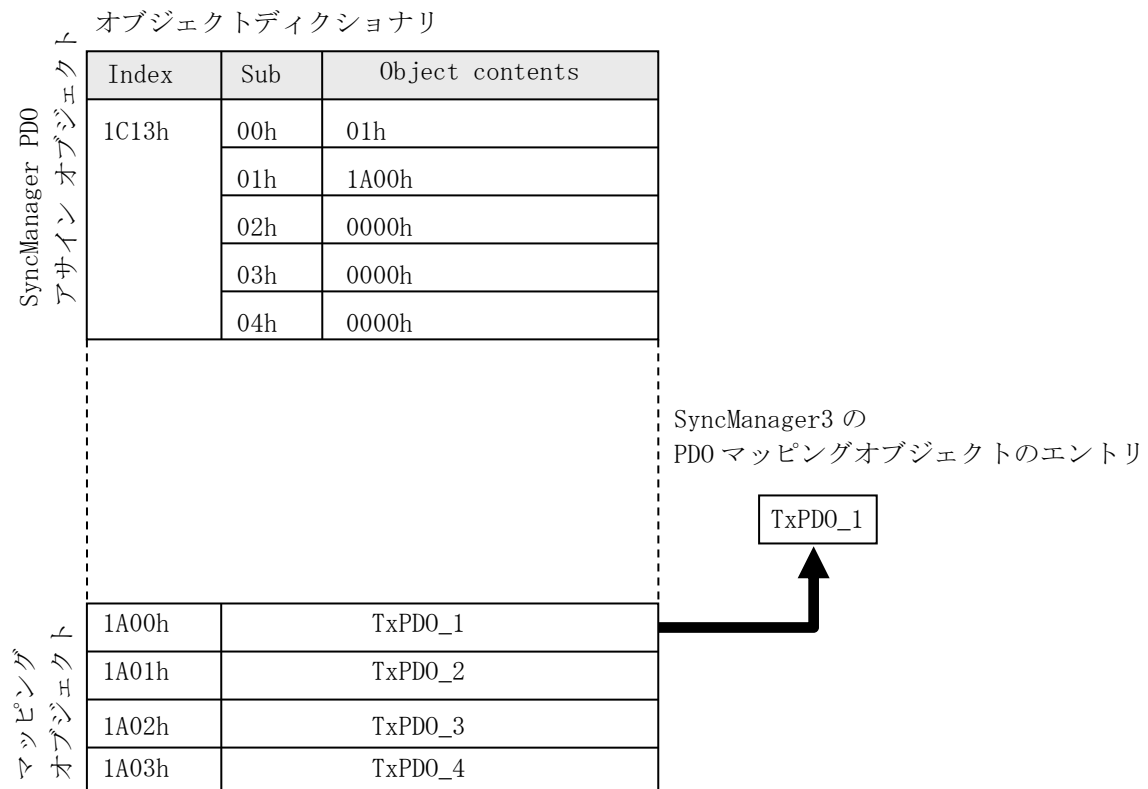 オブジェクトディクショナリ
SyncManager PDO
アサイン オブジェクト
Index Sub Object contents
1C13h 00h 01h
01h 1A00h
02h 0000h
03h 0000h
04h 0000h
SyncManager3 の
PDO マッピングオブジェクトのエントリ
TxPDO_1
マッピング
オブジェクト
1A00h TxPDO_1
1A01h TxPDO_2
1A02h TxPDO_3
1A03h TxPDO_4